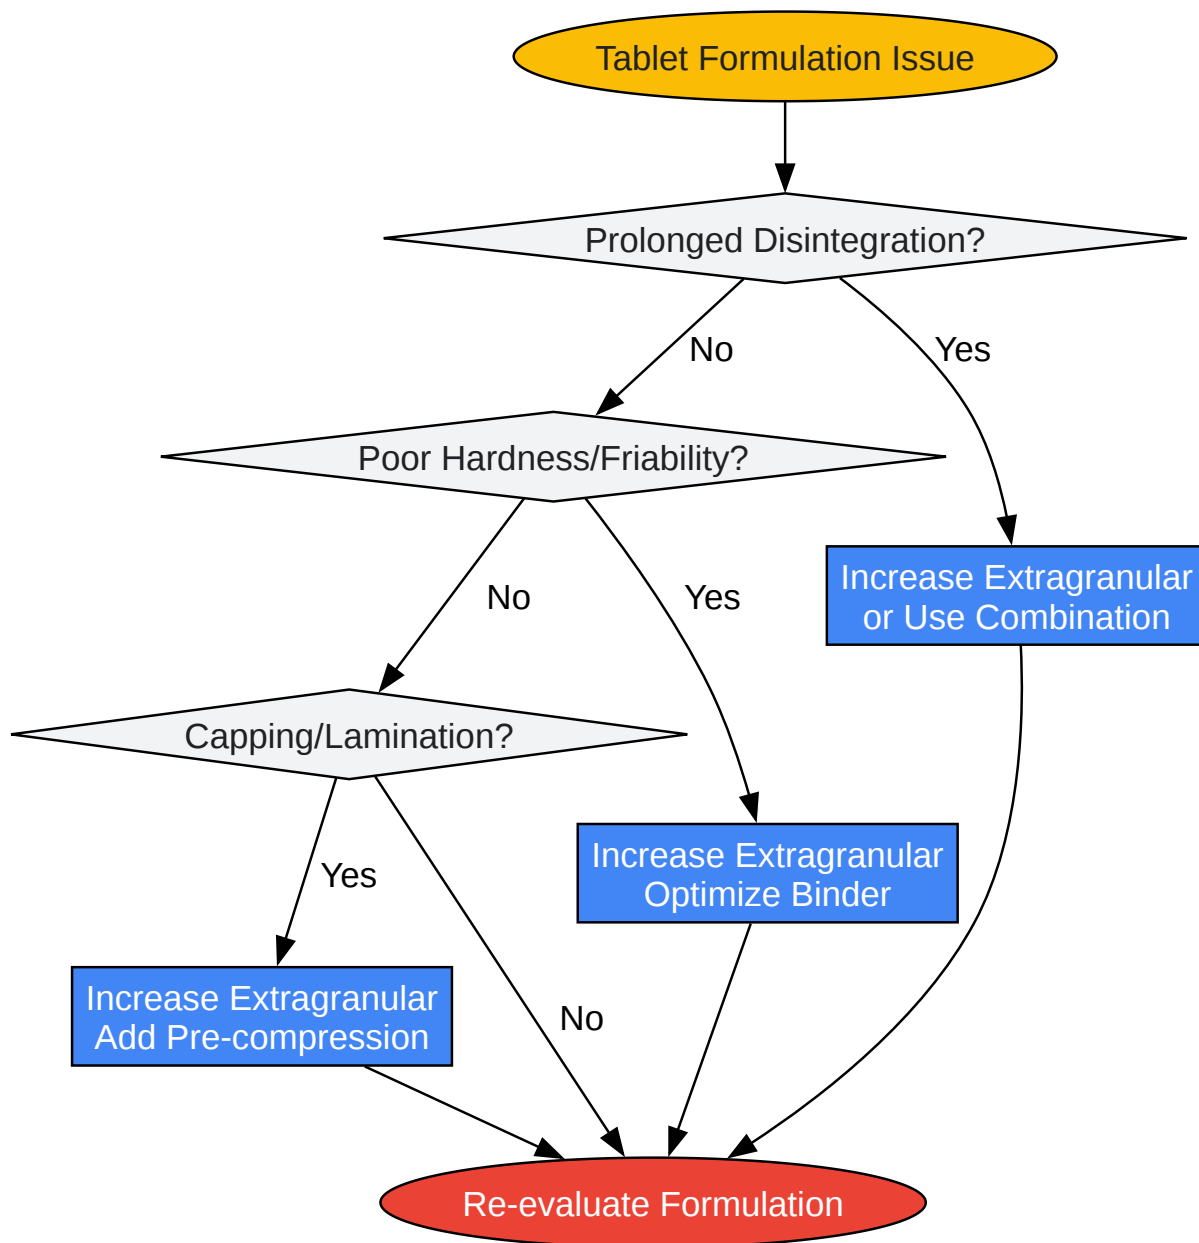 Tablet Formulation Issue
Prolonged Disintegration?
No
Yes
Poor Hardness/Friability?
Increase Extragranular
or Use Combination
No
Yes
Capping/Lamination?
Increase Extragranular
Optimize Binder
Yes
Increase Extragranular
Add Pre-compression
No
Re-evaluate Formulation